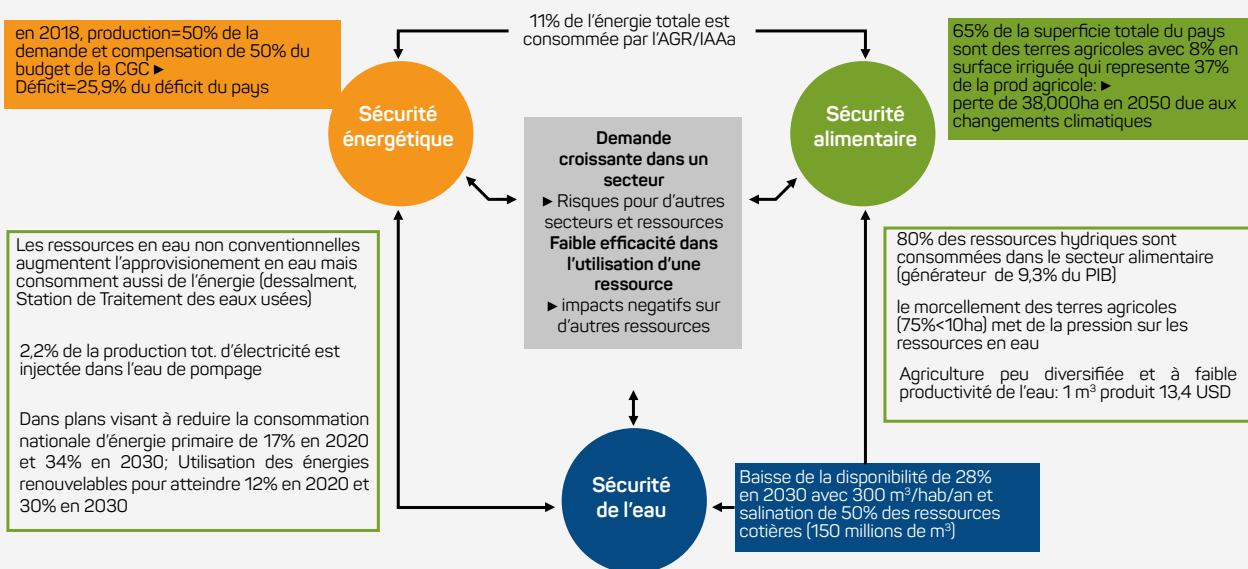 en 2018, production=50% de la
demande et compensation de 50% du
budget de la CGC ►
Déficit=25,9% du déficit du pays
11% de l'énergie totale est
consommée par l'AGR/IAAa
65% de la superficie totale du pays
sont des terres agricoles avec 8% en
surface irriguée qui represente 37%
de la prod agricole: ►
perte de 38,000ha en 2050 due aux
changements climatiques
Sécurité
énergétique
Sécurité
alimentaire
Demande
croissante dans un
secteur
► Risques pour d'autres
secteurs et ressources
Faible efficacité dans
l'utilisation d'une
ressource
► impacts negatifs sur
d'autres ressources
Les ressources en eau non conventionnelles
augmentent l'approvisionement en eau mais
consomment aussi de l'énergie (dessalment,
Station de Traitement des eaux usées)
2,2% de la production tot. d'électricité est
injectée dans l'eau de pompage
Dans plans visant à reduire la consommation
nationale d'énergie primaire de 17% en 2020
et 34% en 2030; Utilisation des énergies
renouvelables pour atteindre 12% en 2020 et
30% en 2030
80% des ressources hydriques sont
consommées dans le secteur alimentaire
(générateur de 9,3% du PIB)
le morcellement des terres agricoles
(75%<10ha) met de la pression sur les
ressources en eau
Agriculture peu diversifiée et à faible
productivité de l'eau: 1 m³ produit 13,4 USD
Sécurité
de l'eau
Baisse de la disponibilité de 28%
en 2030 avec 300 m³/hab/an et
salination de 50% des ressources
cotières (150 millions de m³)